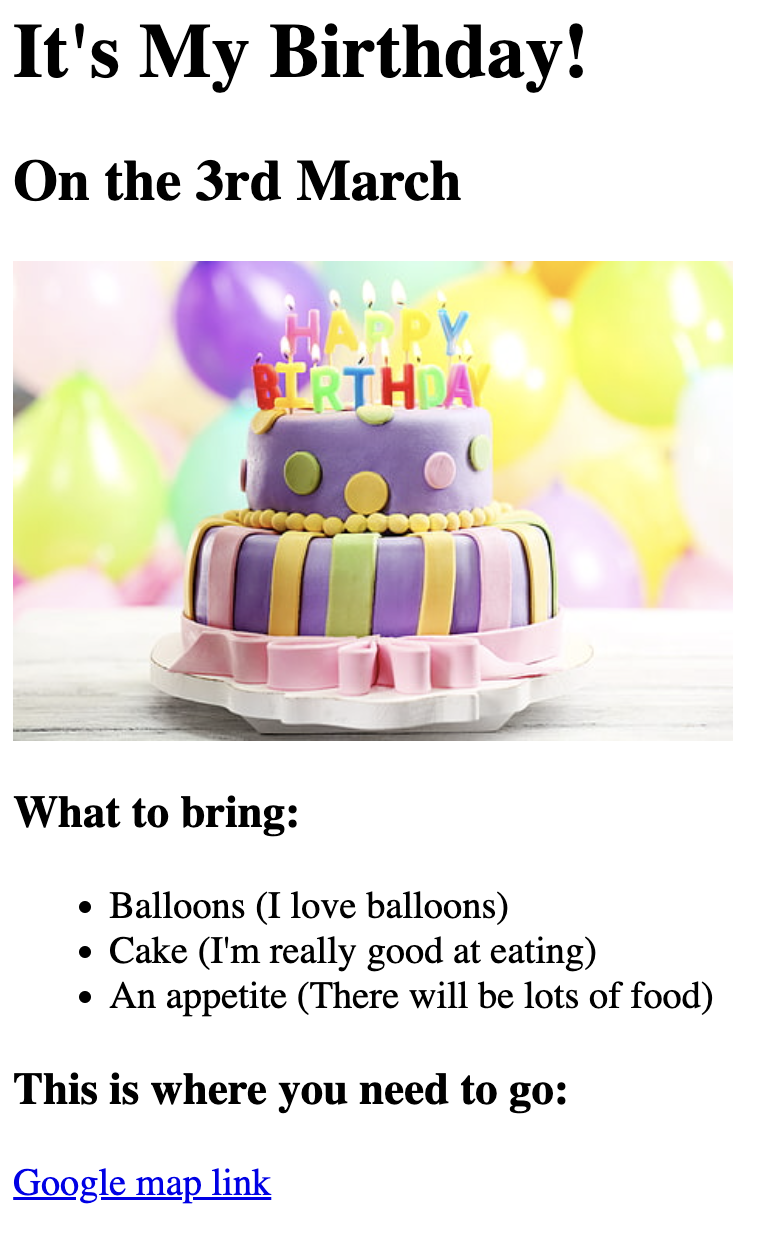 It's My Birthday!
On the 3rd March
HAPPY
BIRTHDAY
What to bring:
Balloons (I love balloons)
Cake (I'm really good at eating)
An appetite (There will be lots of food)
This is where you need to go:
Google map link